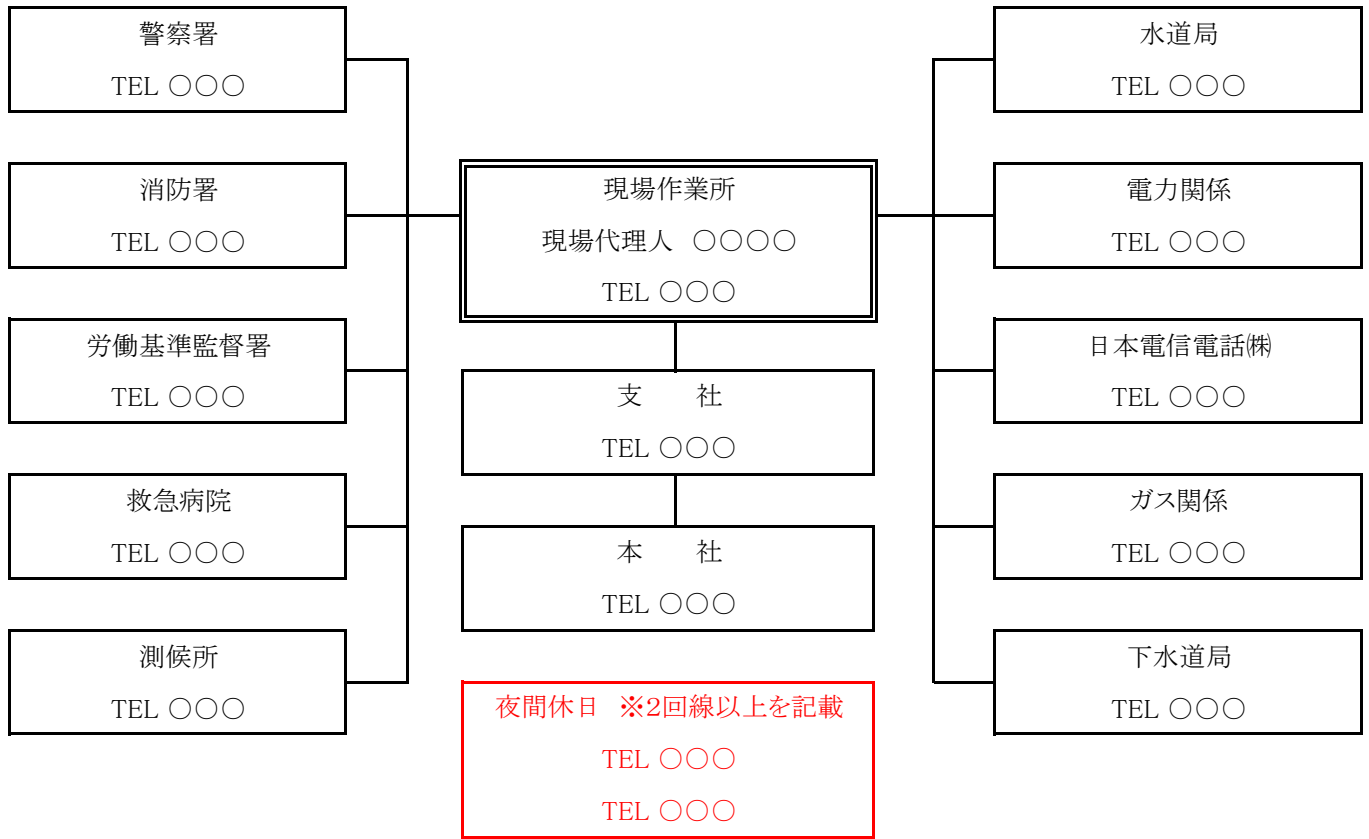 警察署
TEL ○○○
消防署
TEL ○○○
労働基準監督署
TEL ○○○
救急病院
TEL ○○○
測候所
TEL ○○○
現場作業所
現場代理人　○○○○
TEL ○○○
支　　社
TEL ○○○
本　　社
TEL ○○○
夜間休日　※2回線以上を記載
TEL ○○○
TEL ○○○
水道局
TEL ○○○
電力関係
TEL ○○○
日本電信電話㈱
TEL ○○○
ガス関係
TEL ○○○
下水道局
TEL ○○○